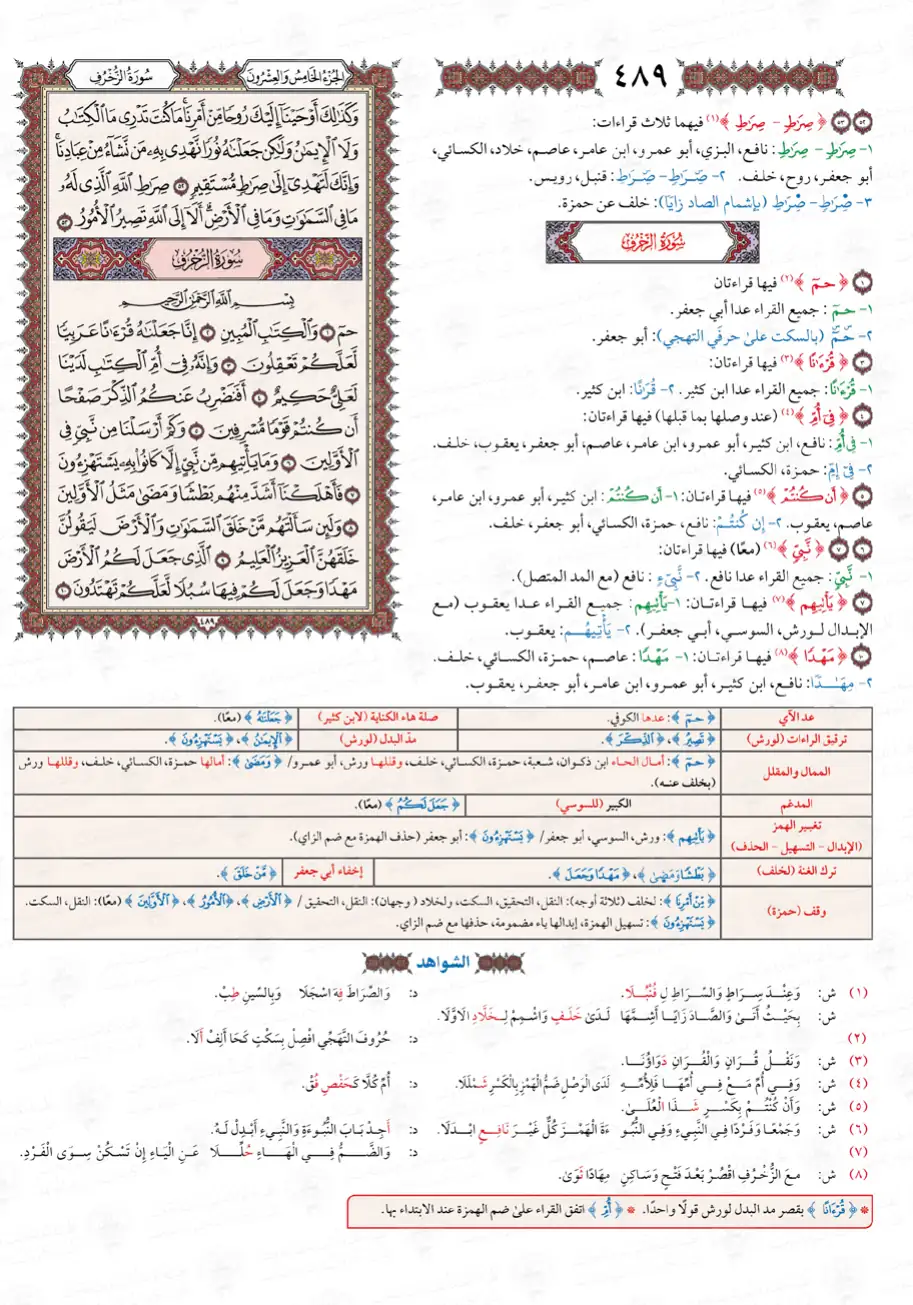 ٤٨٩
﴿ صِرَٰطٍ - صِرَٰطِ ﴾(١) فيهما ثلاث قراءات:
١- صِرَٰطٍ - صِرَٰطِ: نافع، البزي، أبو عمرو، ابن عامر، عاصم، خلاد، الكسائي،
أبو جعفر، روح، خلف. ٢- سِرَٰطٍ - سِرَٰطِ: قنبل، رويس.
٣- صِرَٰطٍ - صِرَٰطِ (بإشمام الصاد زايًا): خلف عن حمزة.
سُورَةُ الزُّخْرُفِ
١ ﴿ حمٓ ﴾(٢) فيها قراءتان
١- حمٓ : جميع القراء عدا أبي جعفر.
٢- حمٓ (بالسكت على حرفَي التهجي): أبو جعفر.
٣ ﴿ قُرْءَٰنًا ﴾(٣) فيها قراءتان:
١- قُرْءَٰنًا: جميع القراء عدا ابن كثير. ٢- قُرَٰنًا: ابن كثير.
٤ ﴿ فِيٓ أُمِّ ﴾(٤) (عند وصلها بما قبلها) فيها قراءتان:
١- فِيٓ أُمِّ: نافع، ابن كثير، أبو عمرو، ابن عامر، عاصم، أبو جعفر، يعقوب، خلف.
٢- فِيٓ إِمِّ: حمزة، الكسائي.
٥ ﴿ أَن كُنتُمْ ﴾(٥) فيها قراءتان: ١- أَن كُنتُمْ: ابن كثير، أبو عمرو، ابن عامر،
عاصم، يعقوب. ٢- إِن كُنتُمْ: نافع، حمزة، الكسائي، أبو جعفر، خلف.
٦ ٧ ﴿ نَّبِيٍّ ﴾(٦) (معًا) فيها قراءتان:
١- نَّبِيٍّ: جميع القراء عدا نافع. ٢- نَّبِيٓءٍ: نافع (مع المد المتصل).
٧ ﴿ يَأْتِيهِم ﴾(٧) فيها قراءتان: ١- يَأْتِيهِم: جميع القراء عدا يعقوب (مع
الإبدال لورش، السوسي، أبي جعفر). ٢- يَأْتِيهُم: يعقوب.
١٠ ﴿ مَهْدًا ﴾(٨) فيها قراءتان: ١- مَهْدًا: عاصم، حمزة، الكسائي، خلف.
٢- مِهَٰدًا: نافع، ابن كثير، أبو عمرو، ابن عامر، أبو جعفر، يعقوب.
الجُزْءُ الخَامِسُ وَالعِشْرُونَ سُورَةُ الزُّخْرُفِ
وَكَذَٰلِكَ أَوْحَيْنَآ إِلَيْكَ رُوحًا مِّنْ أَمْرِنَا ۚ مَا كُنتَ تَدْرِي مَا ٱلْكِتَٰبُ
وَلَا ٱلْإِيمَٰنُ وَلَٰكِن جَعَلْنَٰهُ نُورًا نَّهْدِي بِهِۦ مَن نَّشَآءُ مِنْ عِبَادِنَا ۚ
وَإِنَّكَ لَتَهْدِيٓ إِلَىٰ صِرَٰطٍ مُّسْتَقِيمٍ ٥٢ صِرَٰطِ ٱللَّهِ ٱلَّذِي لَهُۥ
مَا فِي ٱلسَّمَٰوَٰتِ وَمَا فِي ٱلْأَرْضِ ۗ أَلَآ إِلَى ٱللَّهِ تَصِيرُ ٱلْأُمُورُ ٥٣
سُورَةُ الزُّخْرُفِ
بِسْمِ ٱللَّهِ ٱلرَّحْمَٰنِ ٱلرَّحِيمِ
حمٓ ١ وَٱلْكِتَٰبِ ٱلْمُبِينِ ٢ إِنَّا جَعَلْنَٰهُ قُرْءَٰنًا عَرَبِيًّا
لَّعَلَّكُمْ تَعْقِلُونَ ٣ وَإِنَّهُۥ فِيٓ أُمِّ ٱلْكِتَٰبِ لَدَيْنَا
لَعَلِيٌّ حَكِيمٌ ٤ أَفَنَضْرِبُ عَنكُمُ ٱلذِّكْرَ صَفْحًا
أَن كُنتُمْ قَوْمًا مُّسْرِفِينَ ٥ وَكَمْ أَرْسَلْنَا مِن نَّبِيٍّ فِي
ٱلْأَوَّلِينَ ٦ وَمَا يَأْتِيهِم مِّن نَّبِيٍّ إِلَّا كَانُوا۟ بِهِۦ يَسْتَهْزِءُونَ
٧ فَأَهْلَكْنَآ أَشَدَّ مِنْهُم بَطْشًا وَمَضَىٰ مَثَلُ ٱلْأَوَّلِينَ
٨ وَلَئِن سَأَلْتَهُم مَّنْ خَلَقَ ٱلسَّمَٰوَٰتِ وَٱلْأَرْضَ لَيَقُولُنَّ
خَلَقَهُنَّ ٱلْعَزِيزُ ٱلْعَلِيمُ ٩ ٱلَّذِي جَعَلَ لَكُمُ ٱلْأَرْضَ
مَهْدًا وَجَعَلَ لَكُمْ فِيهَا سُبُلًا لَّعَلَّكُمْ تَهْتَدُونَ ١٠
٤٨٩
عد الآي ﴿ حمٓ ﴾: عدها الكوفي. صلة هاء الكناية (لابن كثير) ﴿ جَعَلْنَٰهُ ﴾ (معًا).
ترقيق الراءات (لورش) ﴿ تَصِيرُ ﴾، ﴿ ٱلذِّكْرَ ﴾. مدّ البدل (لورش) ﴿ ٱلْإِيمَٰنُ ﴾، ﴿ يَسْتَهْزِءُونَ ﴾.
الممال والمقلل ﴿ حمٓ ﴾: أمال الحاء ابن ذكوان، شعبة، حمزة، الكسائي، خلف، وقللها ورش، أبو عمرو/ ﴿ وَمَضَىٰ ﴾: أمالها حمزة، الكسائي، خلف، وقللها ورش
(بخلف عنه).
المدغم الكبير (للسوسي) ﴿ جَعَلَ لَكُمُ ﴾ (معًا).
تغيير الهمز
(الإبدال - التسهيل - الحذف) ﴿ يَأْتِيهِم ﴾: ورش، السوسي، أبو جعفر/ ﴿ يَسْتَهْزِءُونَ ﴾: أبو جعفر (حذف الهمزة مع ضم الزاي).
ترك الغنة (لخلف) ﴿ بَطْشًا وَمَضَىٰ ﴾، ﴿ مَهْدًا وَجَعَلَ ﴾. إخفاء أبي جعفر ﴿ مَّنْ خَلَقَ ﴾.
وقف (حمزة) ﴿ مِّنْ أَمْرِنَا ﴾: لخلف (ثلاثة أوجه): النقل، التحقيق، السكت، ولخلاد (وجهان): النقل، التحقيق / ﴿ ٱلْأَرْضِ ﴾، ﴿ ٱلْأُمُورُ ﴾، ﴿ ٱلْأَوَّلِينَ ﴾ (معًا): النقل، السكت.
﴿ يَسْتَهْزِءُونَ ﴾: تسهيل الهمزة، إبدالها ياء مضمومة، حذفها مع ضم الزاي.
الشواهد
(١) ش: وَعِنْدَ سِرَاطٍ وَالسِّرَاطِ لِ قُنْبُلَا. د: وَالصِّرَاطَ فِهَ اسْجَلَا وَبِالسِّينِ طِبْ.
ش: بِحَيْثُ أَتَىٰ وَالصَّادَ زَايًا أَشِمَّهَا لَدَىٰ خَلَفٍ وَاشْمِمْ لِخَلَّادِ الَاوَّلَا.
(٢) د: حُرُوفَ التَّهَجِّي افْصِلْ بِسَكْتٍ كَحَا أَلِفْ أَلَا.
(٣) ش: وَنَقْلُ قُرَانٍ وَالْقُرَانِ دَوَاؤُنَا.
(٤) ش: وَفِي أُمِّ مَعْ فِي أُمِّهَا فَلِأُمِّهِ لَدَى الْوَصْلِ ضَمُّ الْهَمْزِ بِالْكَسْرِ شَمْلَلَا. د: أُمِّ كُلًّا كَحَفْصٍ فُقْ.
(٥) ش: وَأَنْ كُنْتُمُ بِكَسْرٍ شَذَا الْعُلَىٰ.
(٦) ش: وَجَمْعًا وَفَرْدًا فِي النَّبِيءِ وَفِي النُّبُو ءَةِ الْهَمْزَ كُلٌّ غَيْرَ نَافِعٍ ابْدَلَا. د: أَجِدْ بَابَ النُّبُوءَةِ وَالنَّبِيءِ أَبْدِلْ لَهُ.
(٧) د: وَالضَّمُّ فِي الْهَاءِ حُلِّلَا عَنِ الْيَاءِ إِنْ تَسْكُنْ سِوَى الْفَرْدِ.
(٨) ش: مَعَ الزُّخْرُفِ اقْصُرْ بَعْدَ فَتْحٍ وَسَاكِنٍ مِهَادًا ثَوَىٰ.
* ﴿ قُرْءَٰنًا ﴾ بقصر مد البدل لورش قولًا واحدًا. * ﴿ أُمِّ ﴾ اتفق القراء علىٰ ضم الهمزة عند الابتداء بها.